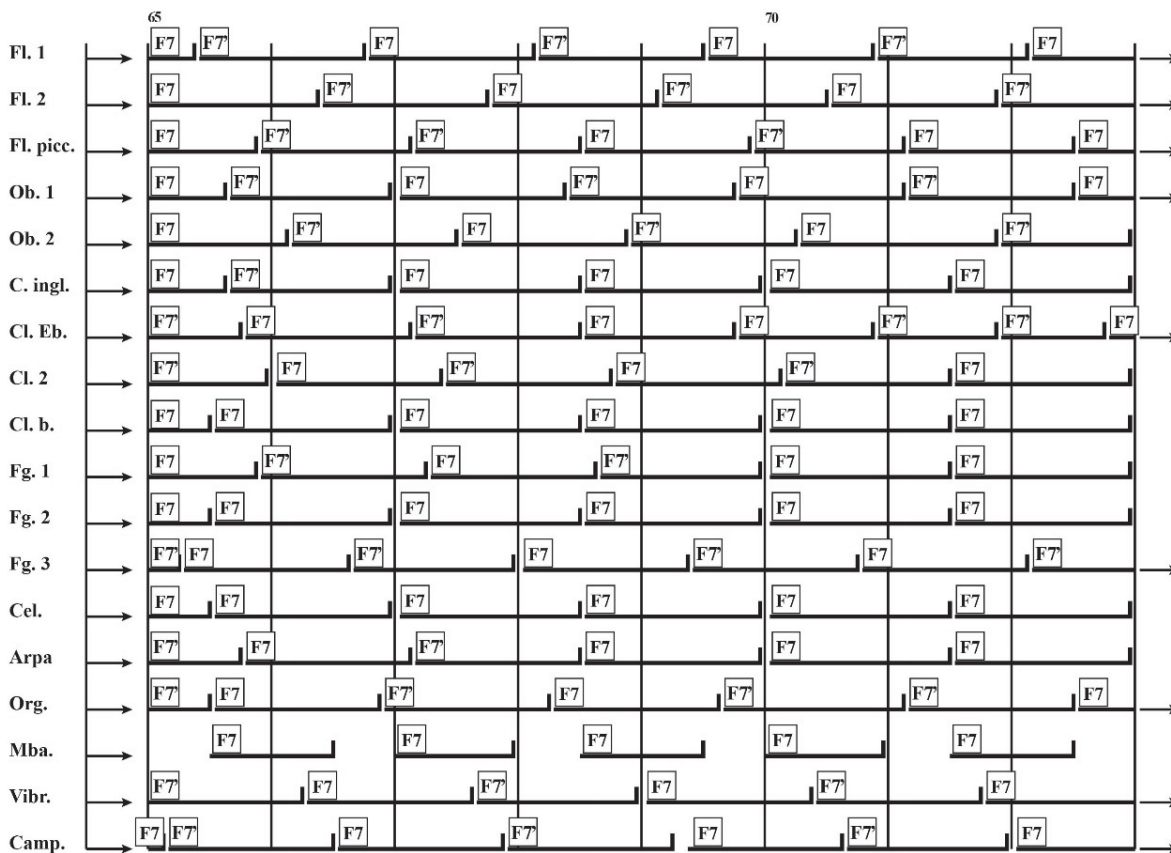 65 70
Fl. 1 F7 F7’ F7 F7’ F7 F7’ F7
Fl. 2 F7 F7’ F7 F7’ F7 F7’
Fl. picc. F7 F7’ F7’ F7 F7’ F7 F7
Ob. 1 F7 F7’ F7 F7’ F7 F7’ F7
Ob. 2 F7 F7’ F7 F7’ F7 F7’
C. ingl. F7 F7’ F7 F7 F7 F7
Cl. Eb. F7’ F7 F7’ F7 F7 F7’ F7’ F7
Cl. 2 F7’ F7 F7’ F7 F7’ F7
Cl. b. F7 F7 F7 F7 F7 F7
Fg. 1 F7 F7’ F7 F7’ F7 F7
Fg. 2 F7 F7 F7 F7 F7 F7
Fg. 3 F7’ F7 F7’ F7 F7’ F7 F7’
Cel. F7 F7 F7 F7 F7 F7
Arpa F7’ F7 F7’ F7 F7 F7
Org. F7’ F7 F7’ F7 F7’ F7’ F7
Mba. F7 F7 F7 F7 F7
Vibr. F7’ F7 F7’ F7 F7’ F7
Camp. F7 F7’ F7 F7’ F7 F7’ F7